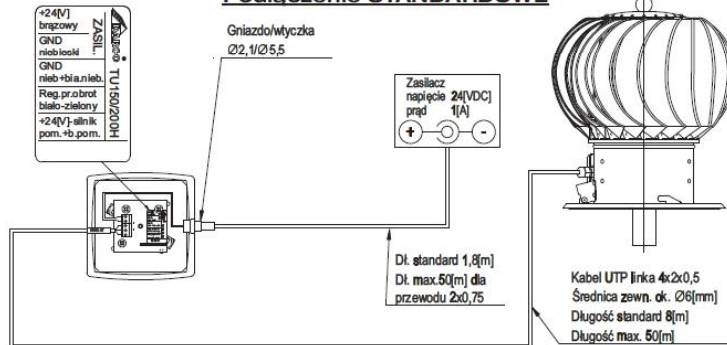 Podłączenie STANDARDOWE
+24[V]
brązowy
GND
niebieski
GND
nieb+bia.nieb.
Reg.pr.obrot
biało-zielony
+24[V]-silnik
pom.+b.pom.
ZASIL.
DARCO
TU150/200H
Gniazdo/wtyczka
Ø2,1/Ø5,5
Zasilacz
napięcie 24[VDC]
prąd 1[A]
+ -
Dł. standard 1,8[m]
Dł. max.50[m] dla
przewodu 2x0,75
Kabel UTP linka 4x2x0,5
Średnica zewn. ok. Ø6[mm]
Długość standard 8[m]
Długość max. 50[m]